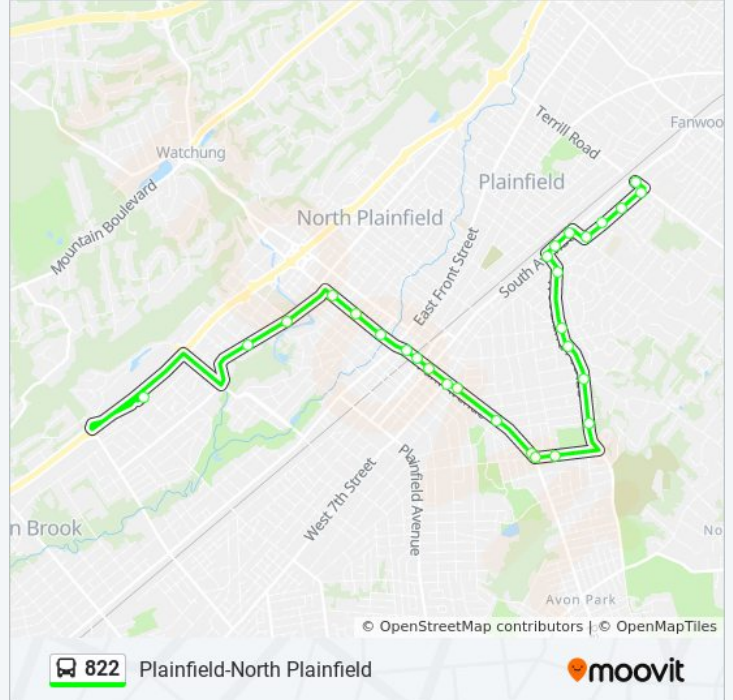 Terrill Road
Fanwoo
Watchung
Plainfield
Mountain Boulevard
North Plainfield
East Front Street
South A
Plainfield Avenue
West 7th Street
n Brook
No
Avon Park
© OpenStreetMap contributors | © OpenMapTiles
822 Plainfield-North Plainfield
moovit